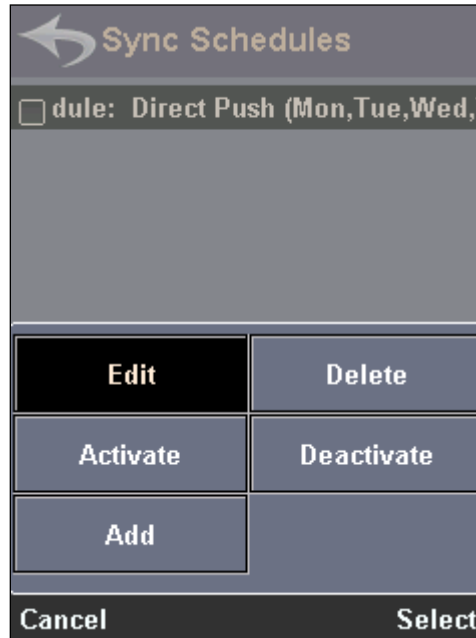 Sync Schedules
dule: Direct Push (Mon,Tue,Wed,
Edit Delete
Activate Deactivate
Add
Cancel Select